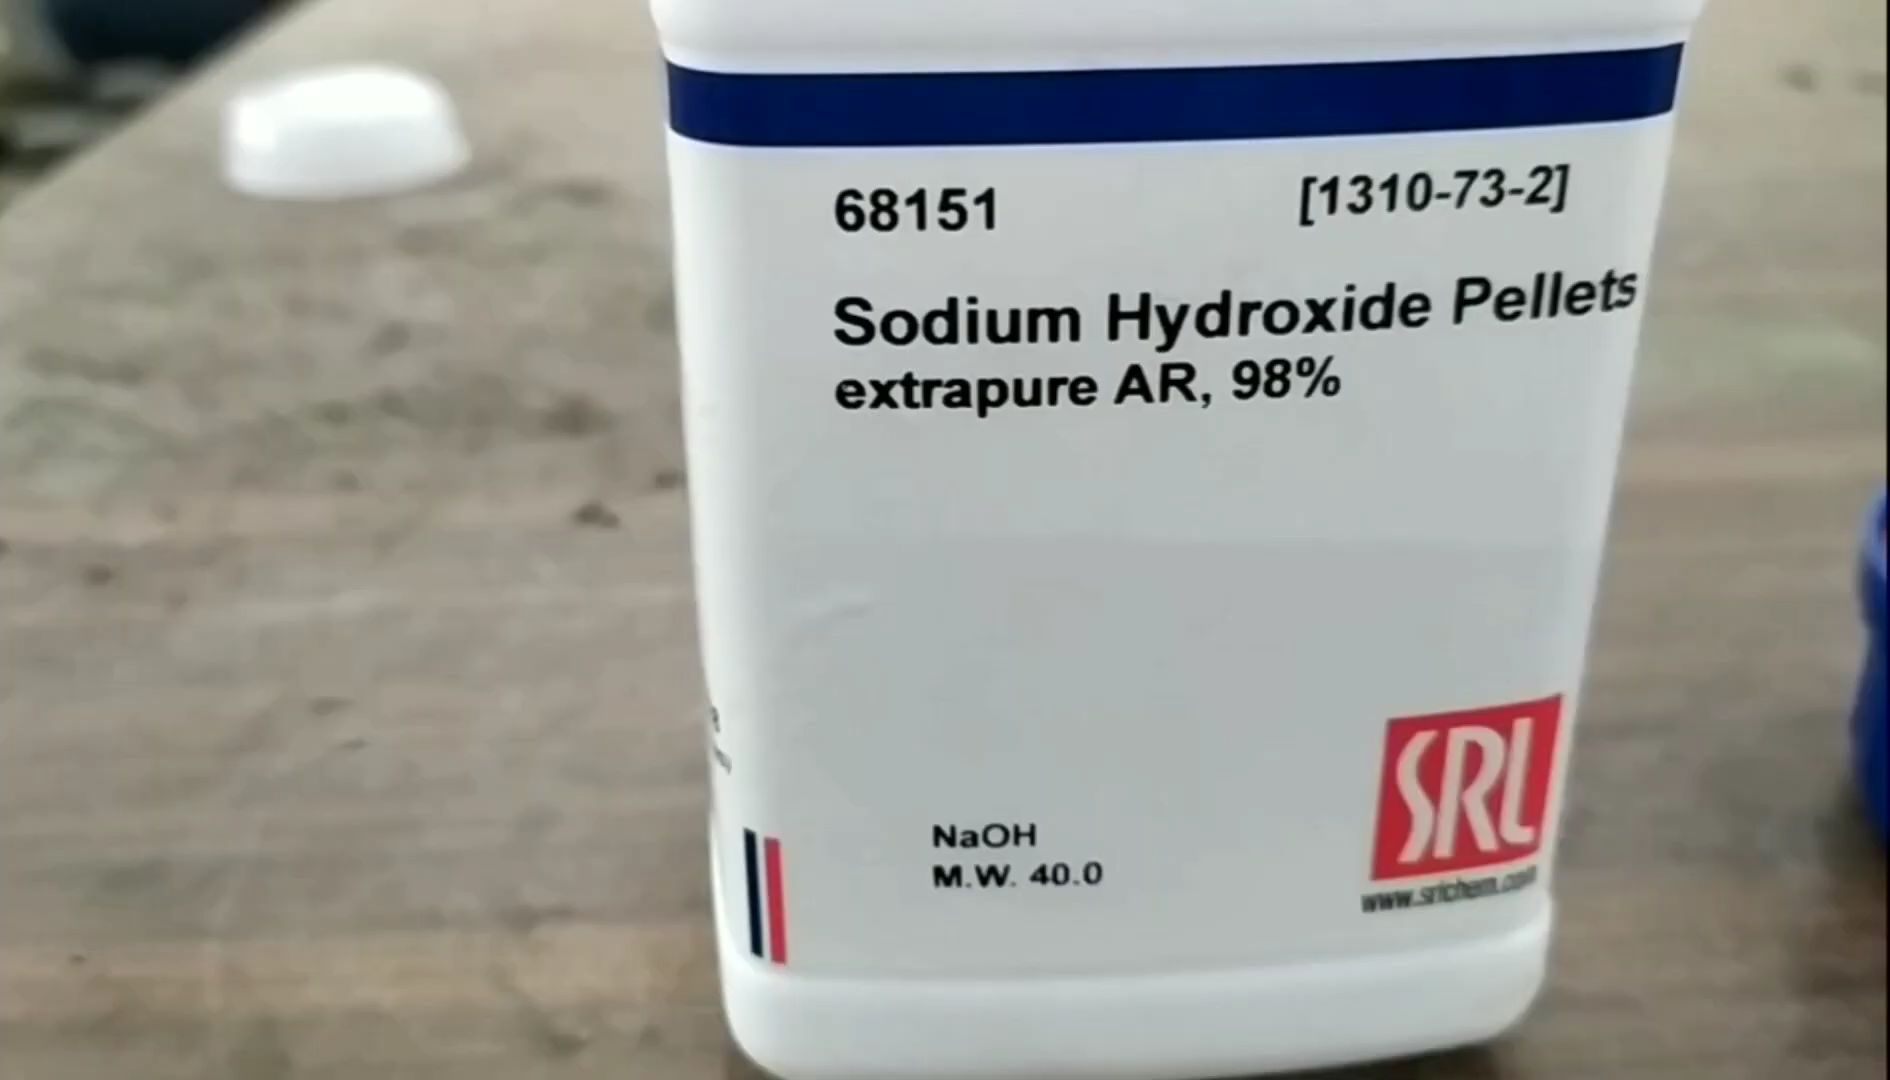 68151 [1310-73-2]
Sodium Hydroxide Pellets
extrapure AR, 98%
NaOH
M.W. 40.0
SRL
www.srlchem.com